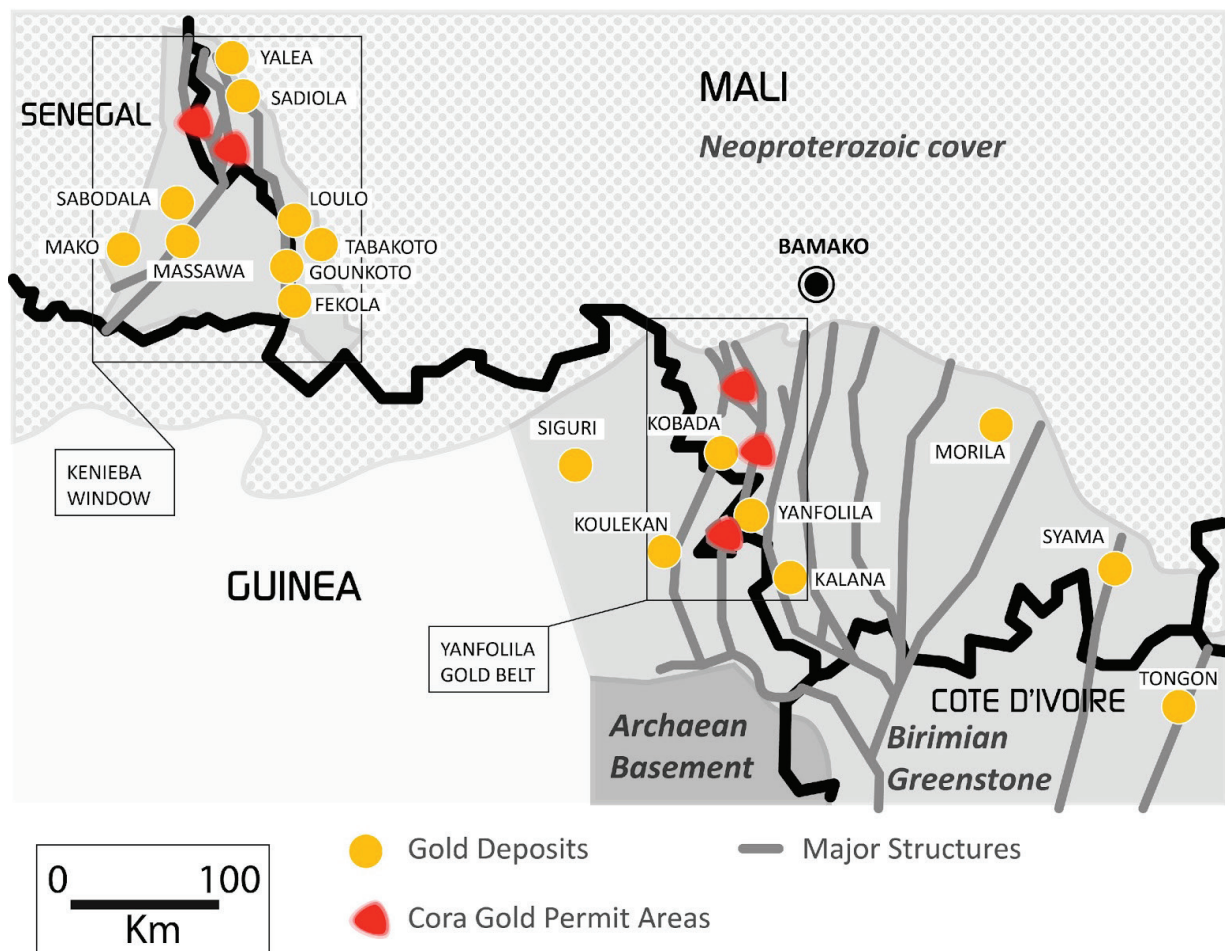 YALEA
SADIOLA
SENEGAL
MALI
Neoproterozoic cover
SABODALA
LOULO
MAKO
MASSAWA
TABAKOTO
GOUNKOTO
FEKOLA
BAMAKO
KENIEBA
WINDOW
SIGURI
KOBADA
MORILA
KOULEKAN
YANFOLILA
SYAMA
KALANA
GUINEA
YANFOLILA
GOLD BELT
TONGON
COTE D'IVOIRE
Archaean
Basement
Birimian
Greenstone
0 100
Km
Gold Deposits
Major Structures
Cora Gold Permit Areas